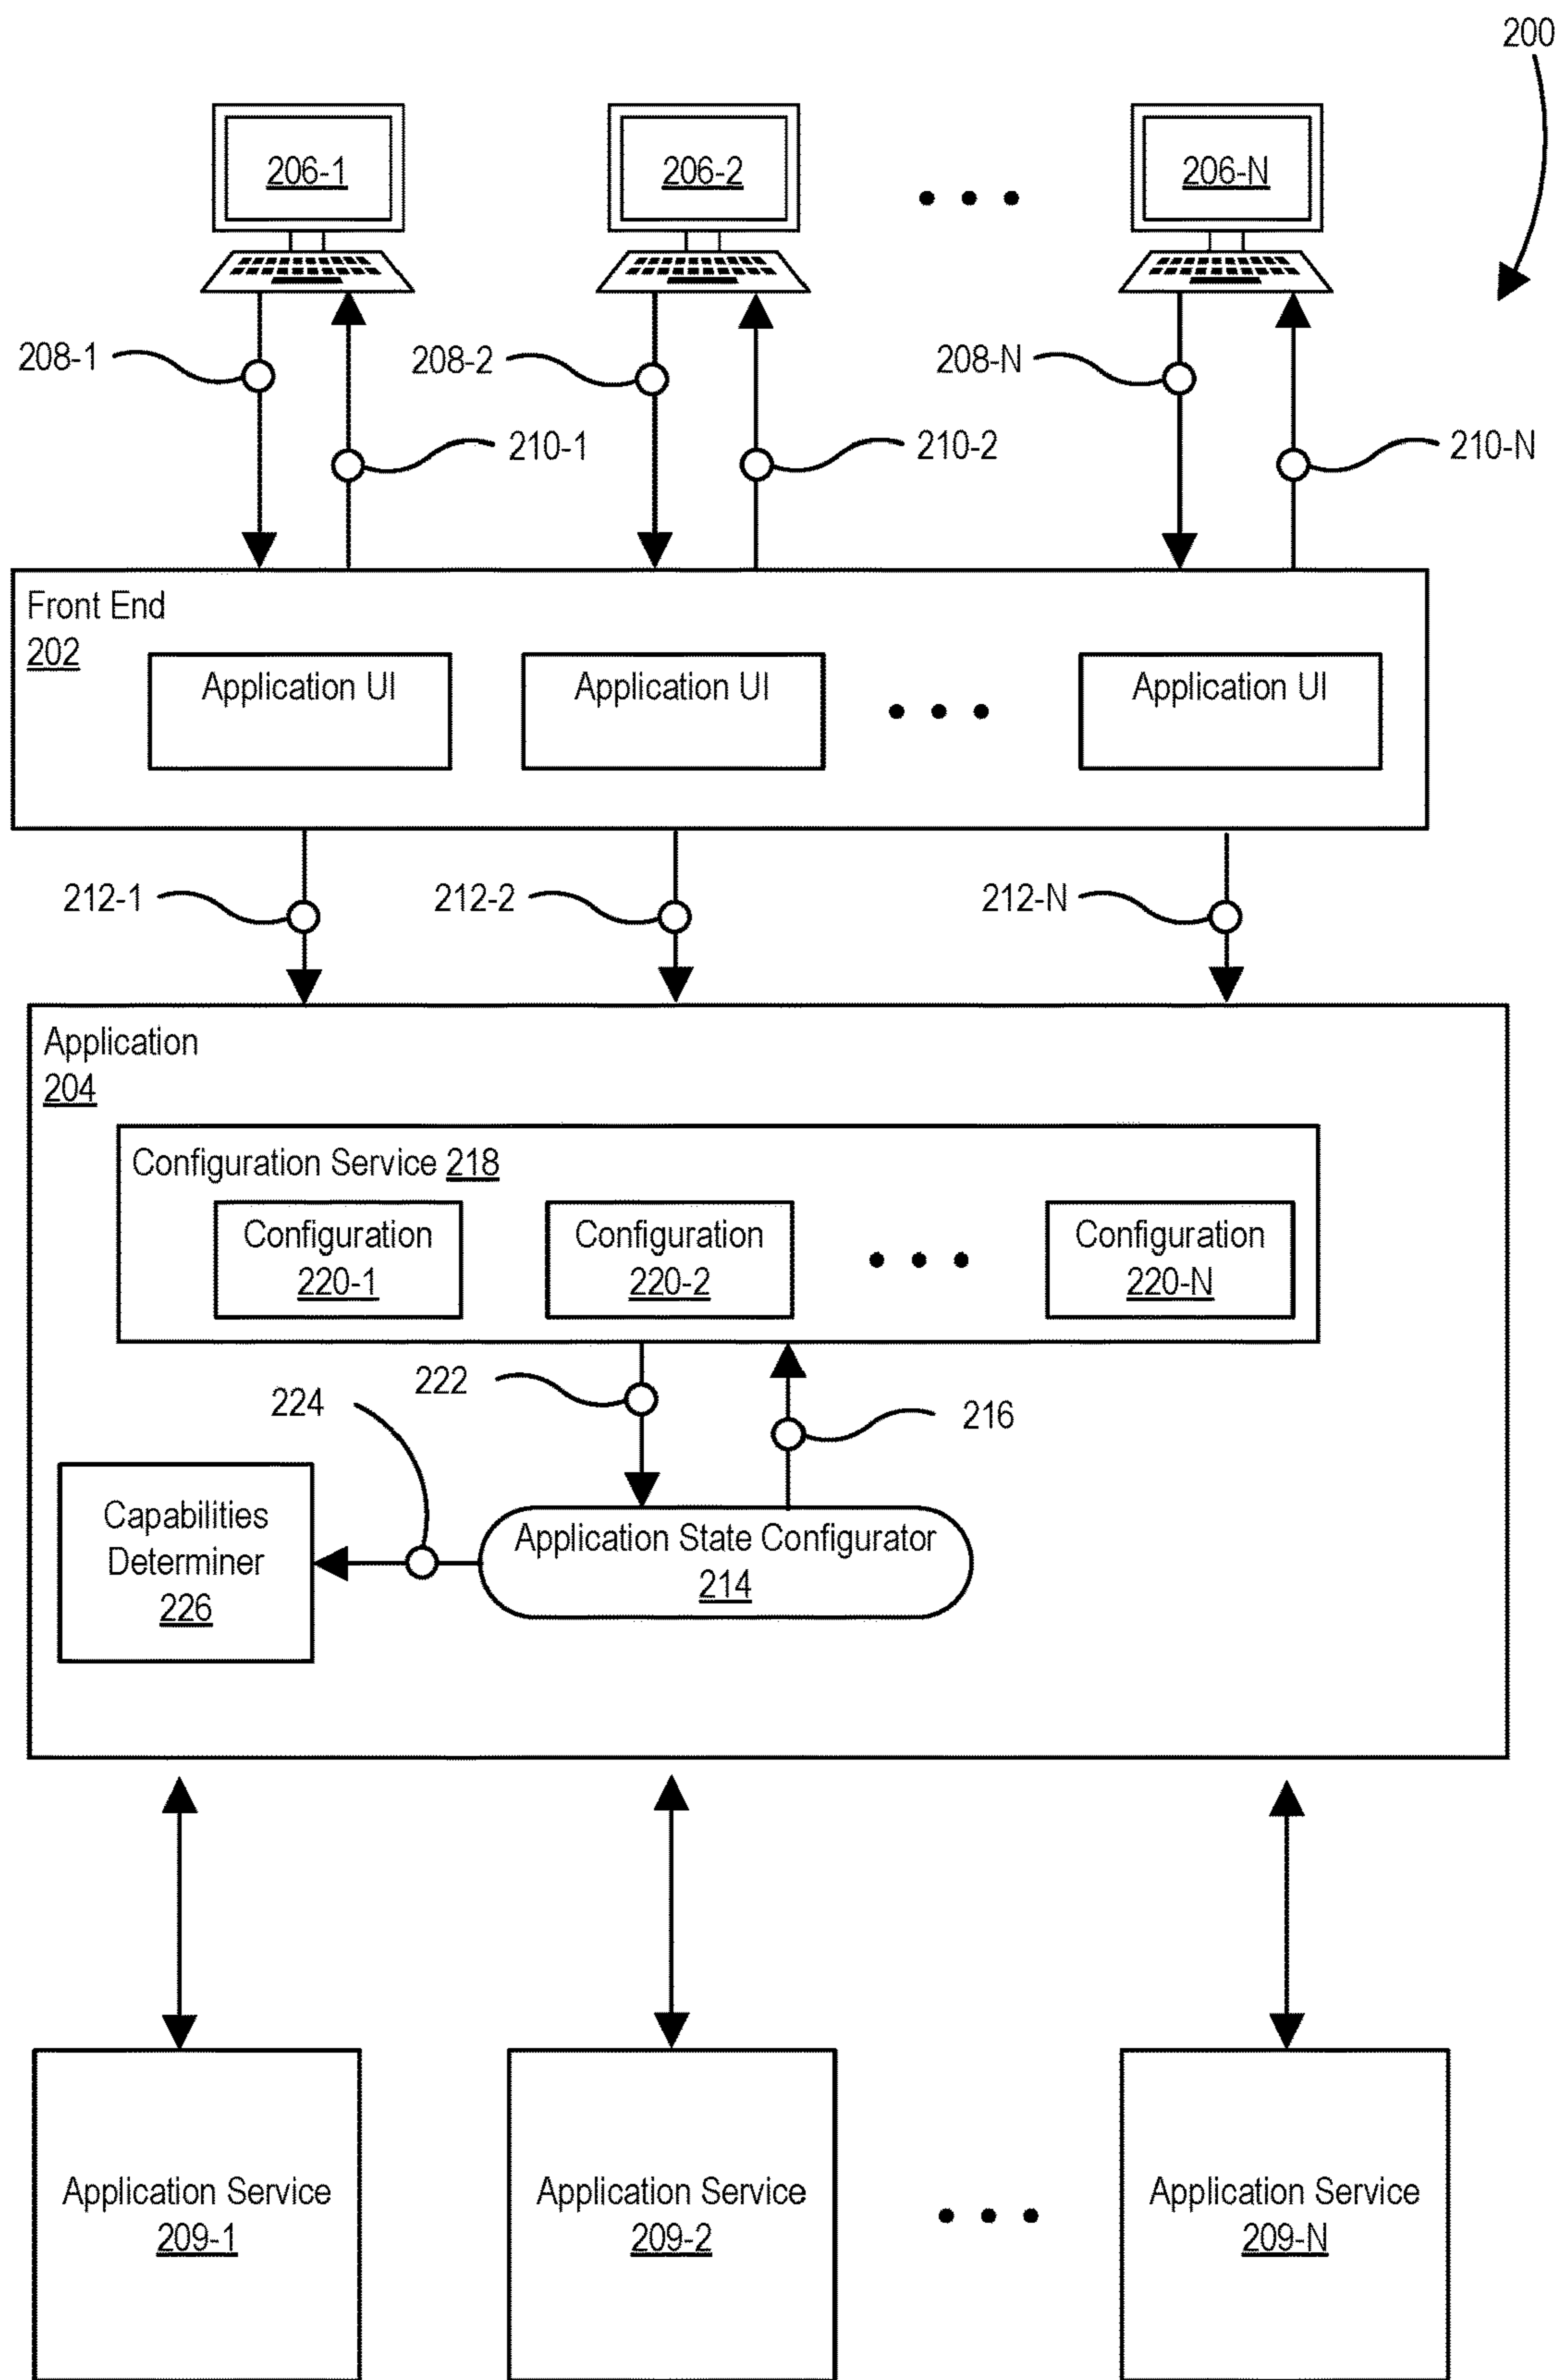 200
206-1
206-2
206-N
208-1
208-2
208-N
210-1
210-2
210-N
Front End
202
Application UI
Application UI
Application UI
212-1
212-2
212-N
Application
204
Configuration Service 218
Configuration
220-1
Configuration
220-2
Configuration
220-N
222
224
216
Capabilities
Determiner
226
Application State Configurator
214
Application Service
209-1
Application Service
209-2
Application Service
209-N